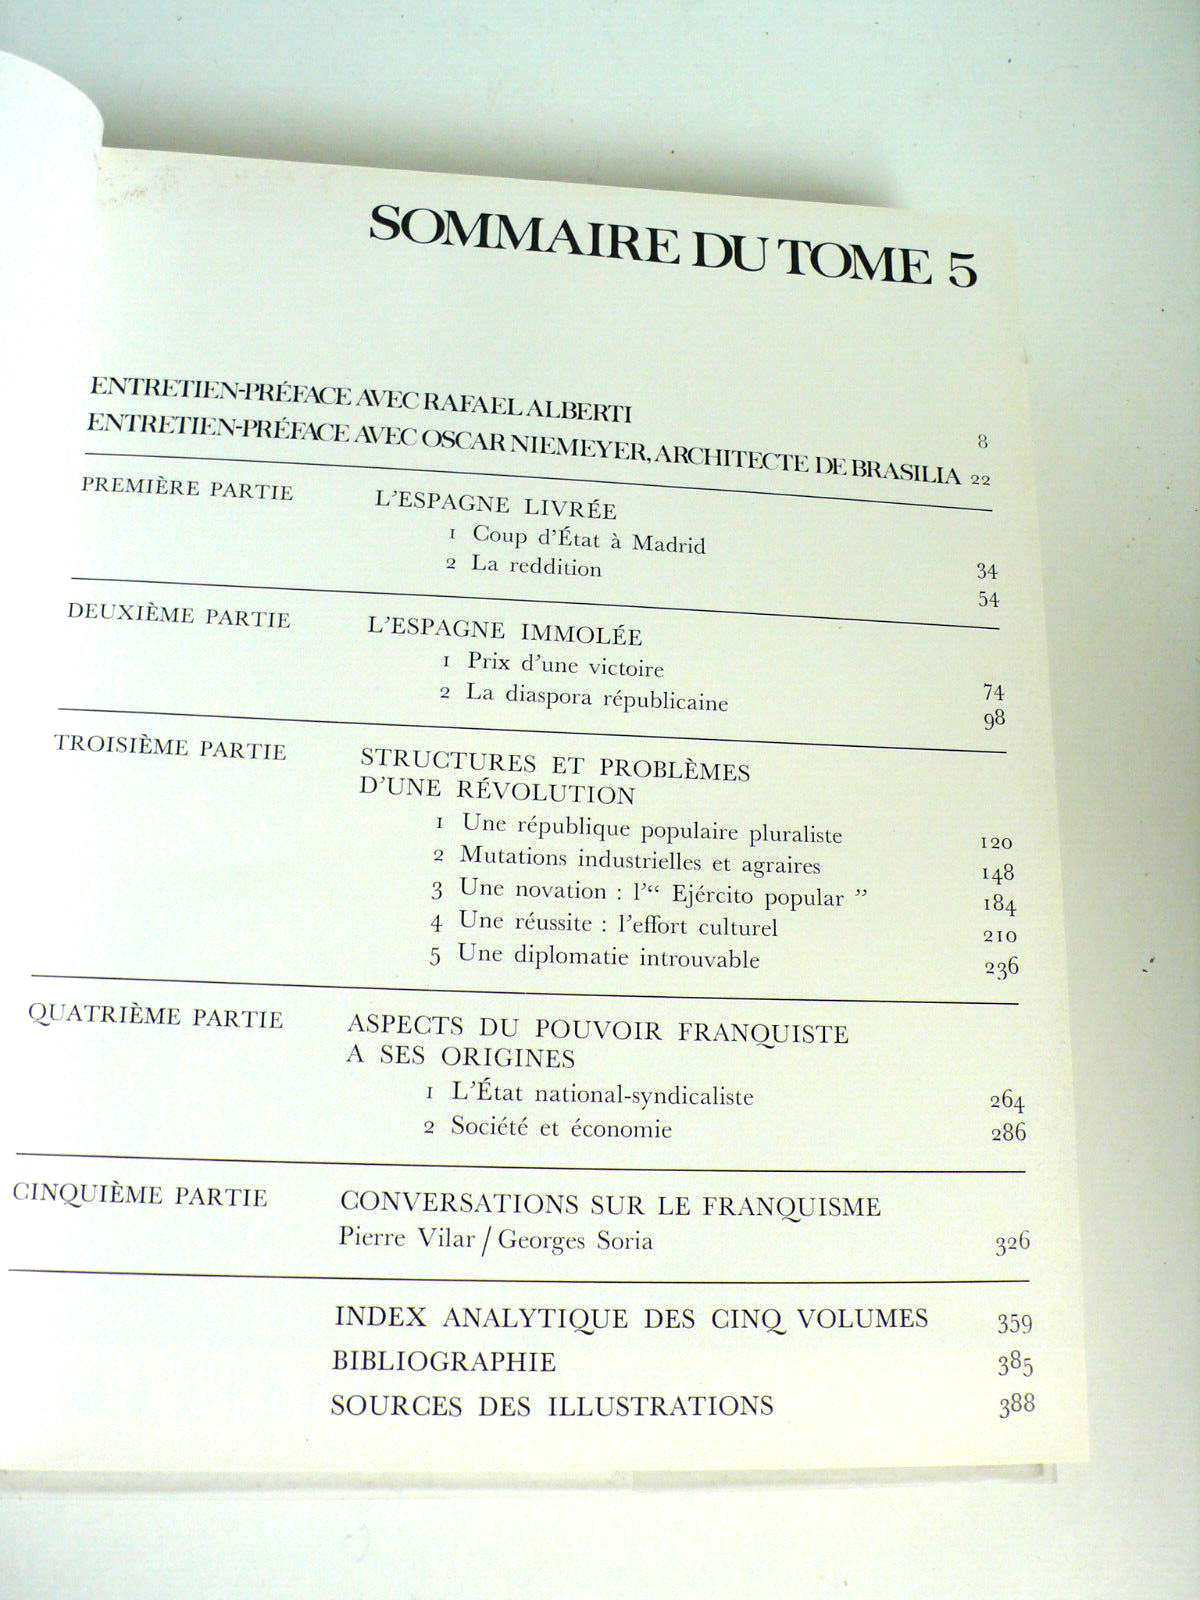 SOMMAIRE DU TOME 5
ENTRETIEN-PRÉFACE AVEC RAFAEL ALBERTI 8
ENTRETIEN-PRÉFACE AVEC OSCAR NIEMEYER, ARCHITECTE DE BRASILIA 22
PREMIÈRE PARTIE L'ESPAGNE LIVRÉE
1 Coup d'État à Madrid 34
2 La reddition 54
DEUXIÈME PARTIE L'ESPAGNE IMMOLÉE
1 Prix d'une victoire 74
2 La diaspora républicaine 98
TROISIÈME PARTIE STRUCTURES ET PROBLÈMES
D'UNE RÉVOLUTION
1 Une république populaire pluraliste 120
2 Mutations industrielles et agraires 148
3 Une novation : l'“ Ejército popular ” 184
4 Une réussite : l'effort culturel 210
5 Une diplomatie introuvable 236
QUATRIÈME PARTIE ASPECTS DU POUVOIR FRANQUISTE
A SES ORIGINES
1 L'État national-syndicaliste 264
2 Société et économie 286
CINQUIÈME PARTIE CONVERSATIONS SUR LE FRANQUISME
Pierre Vilar / Georges Soria 326
INDEX ANALYTIQUE DES CINQ VOLUMES 359
BIBLIOGRAPHIE 385
SOURCES DES ILLUSTRATIONS 388